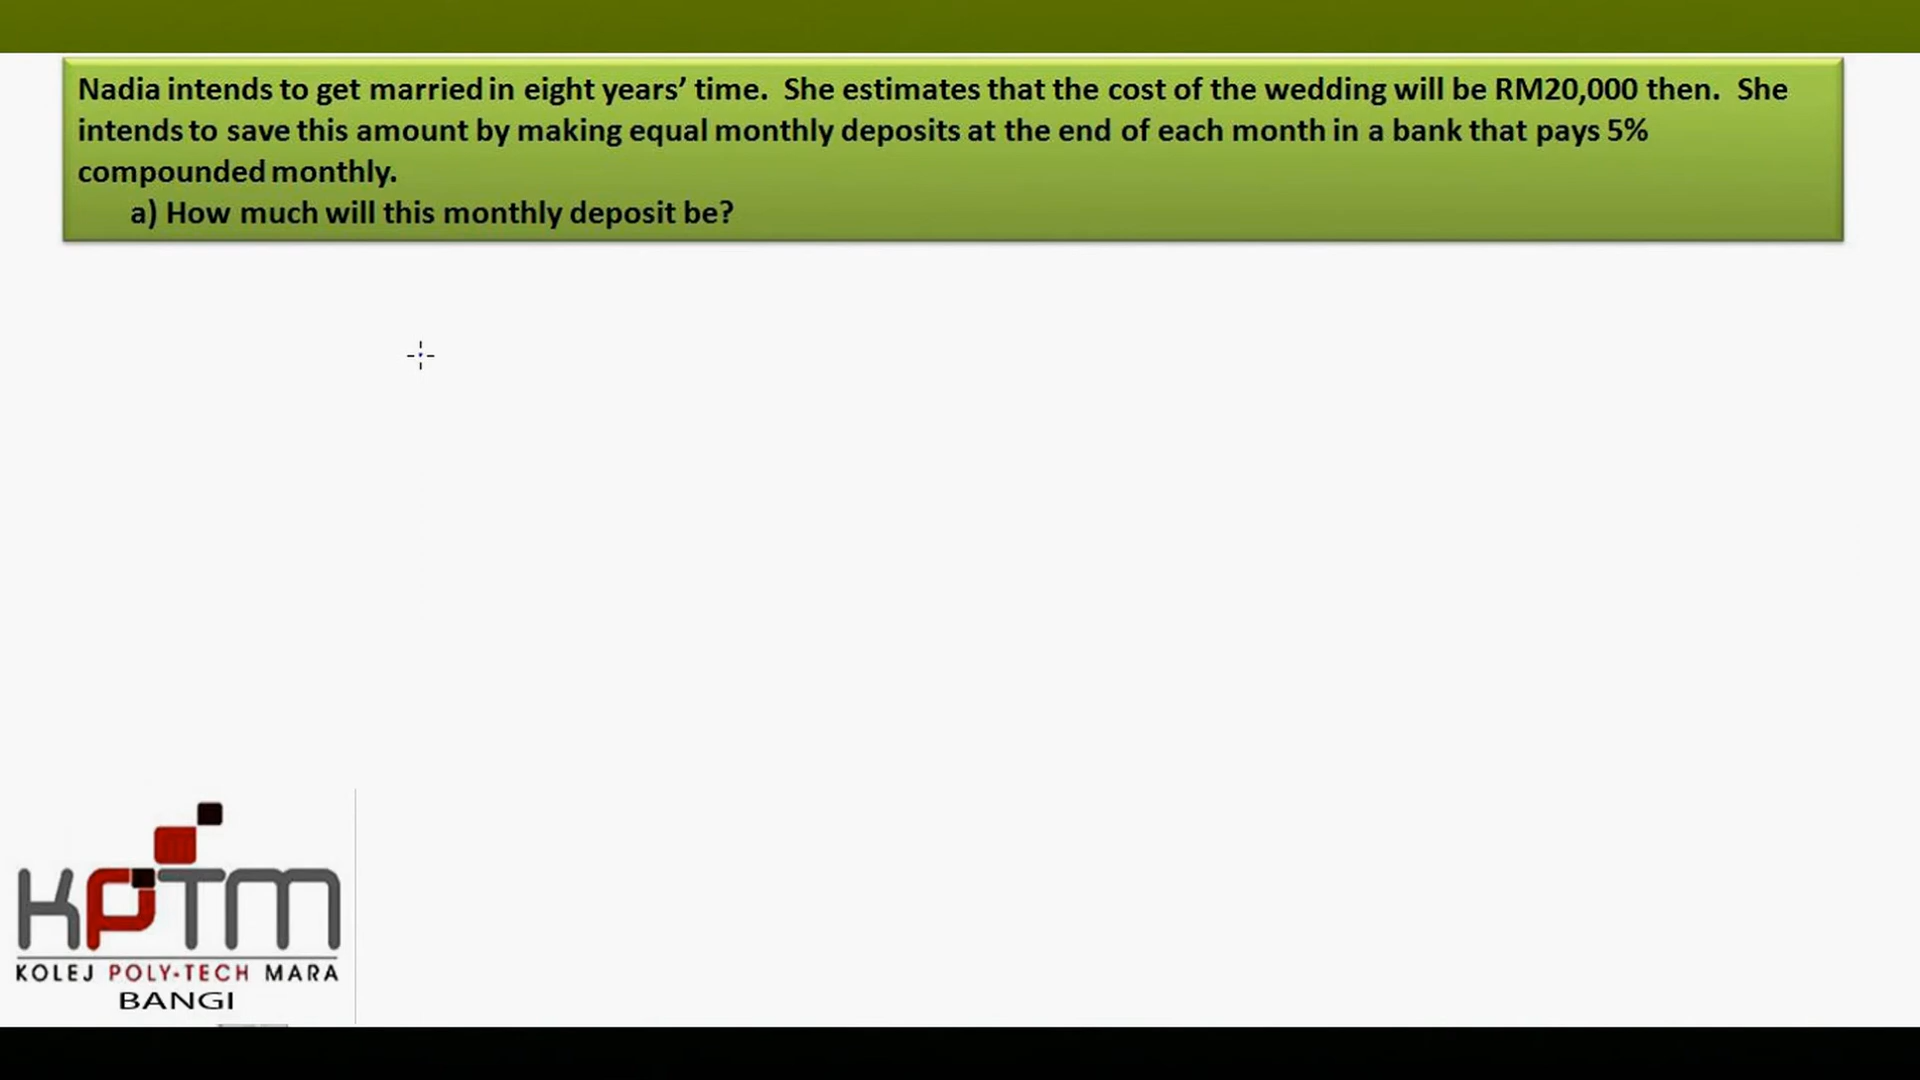 Nadia intends to get married in eight years’ time.  She estimates that the cost of the wedding will be RM20,000 then.  She
intends to save this amount by making equal monthly deposits at the end of each month in a bank that pays 5%
compounded monthly.
a) How much will this monthly deposit be?
KPTM
KOLEJ POLY-TECH MARA
BANGI